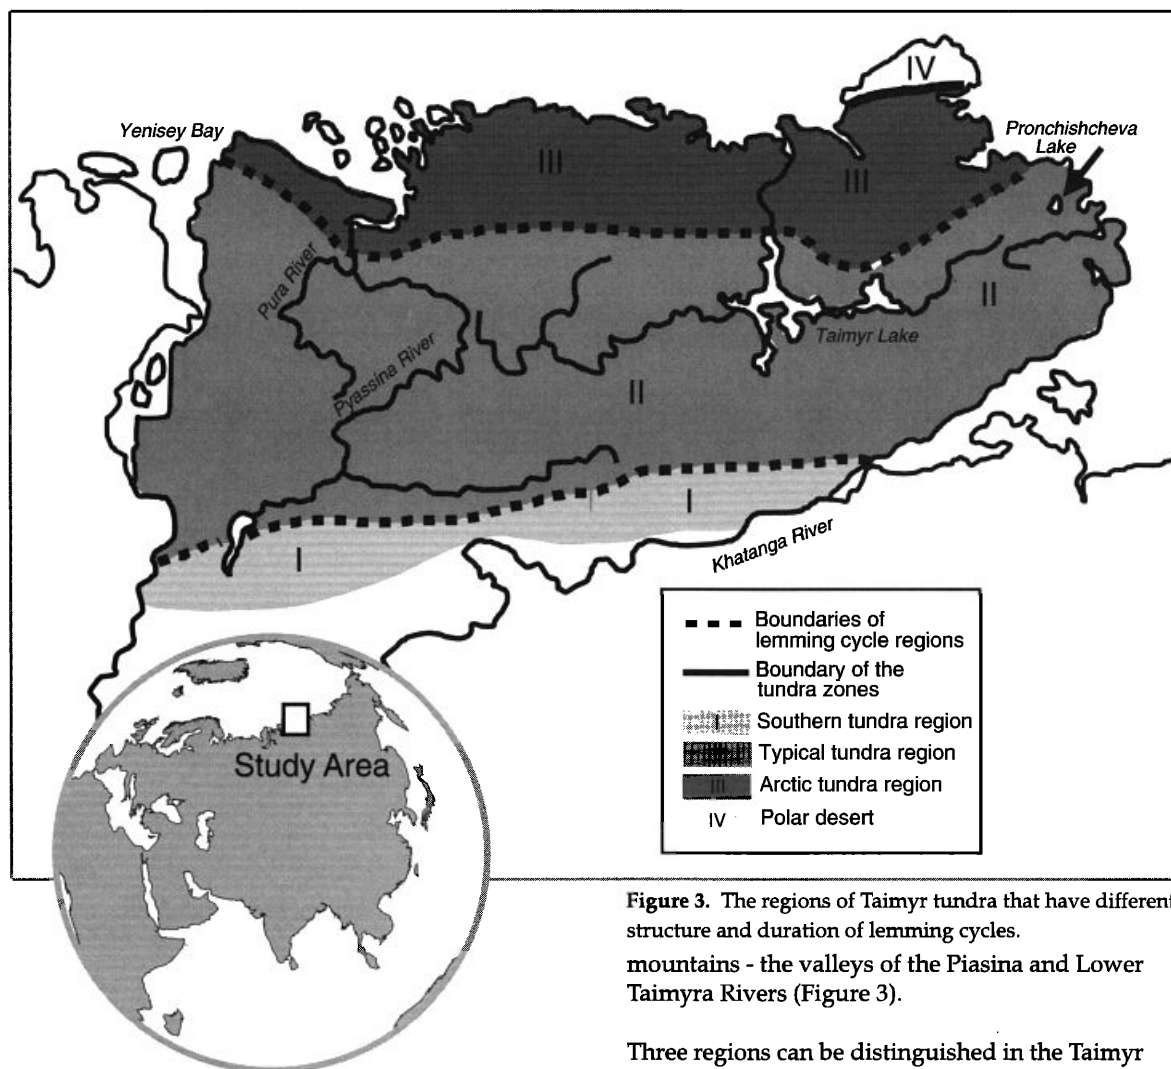 IV
Yenisey Bay
Pronchishcheva
Lake
III
III
Pura River
II
Taimyr Lake
Pyassina River
II
I
I
Khatanga River
Boundaries of
lemming cycle regions
Boundary of the
tundra zones
I Southern tundra region
Typical tundra region
III Arctic tundra region
IV Polar desert
Study Area
Figure 3. The regions of Taimyr tundra that have different
structure and duration of lemming cycles.
mountains - the valleys of the Piasina and Lower
Taimyra Rivers (Figure 3).
Three regions can be distinguished in the Taimyr